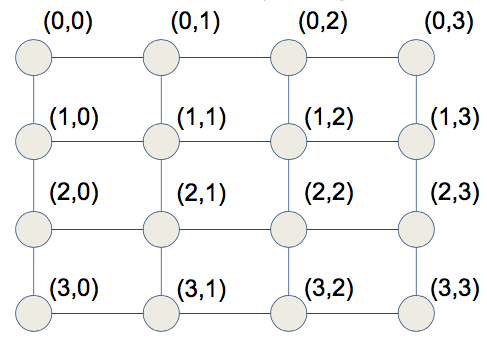 (0,0) (0,1) (0,2) (0,3)
(1,0) (1,1) (1,2) (1,3)
(2,0) (2,1) (2,2) (2,3)
(3,0) (3,1) (3,2) (3,3)